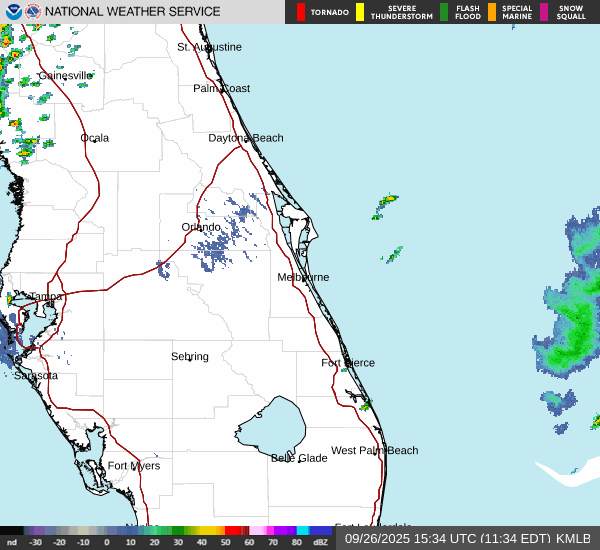 NATIONAL WEATHER SERVICE
TORNADO
SEVERE THUNDERSTORM
FLASH FLOOD
SPECIAL MARINE
SNOW SQUALL
St. Augustine
Gainesville
Palm Coast
Ocala
Daytona Beach
Orlando
Melbourne
Tampa
Sebring
Fort Pierce
Sarasota
West Palm Beach
Belle Glade
Fort Myers
nd -30 -20 -10 0 10 20 30 40 50 60 70 80 dBZ
09/26/2025 15:34 UTC (11:34 EDT) KMLB